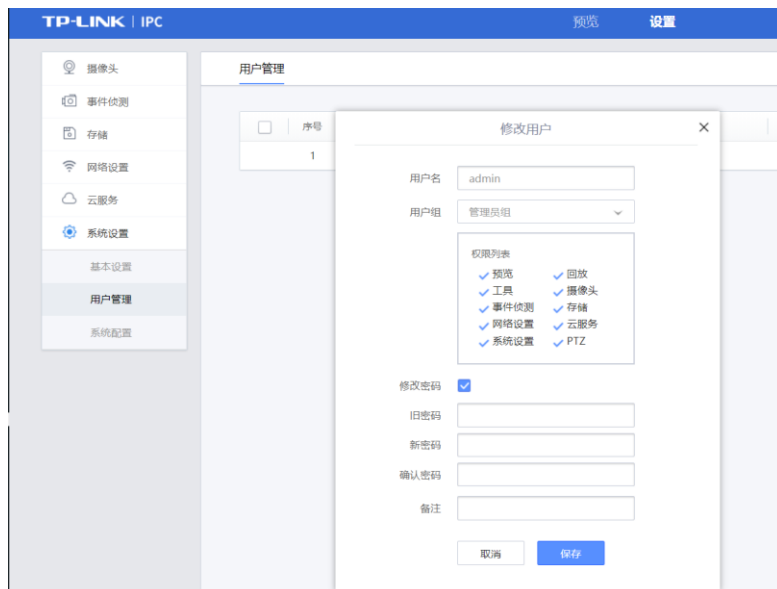 TP-LINK | IPC 预览 设置
摄像头
事件侦测
存储
网络设置
云服务
系统设置
基本设置
用户管理
系统配置
用户管理
序号
1
修改用户
用户名 admin
用户组 管理员组
权限列表
预览 回放
工具 摄像头
事件侦测 存储
网络设置 云服务
系统设置 PTZ
修改密码
旧密码
新密码
确认密码
备注
取消 保存